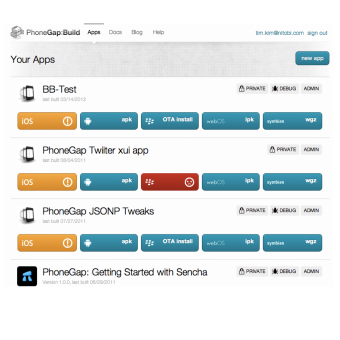 PhoneGap:Build Apps Docs Blog Help tim.kim@nitobi.com sign out
Your Apps new app
BB-Test PRIVATE DEBUG ADMIN
last built 03/14/2012
iOS apk OTA install webOS ipk symbian wgz
PhoneGap Twiiter xui app PRIVATE ADMIN
last built 08/04/2011
iOS apk webOS ipk symbian wgz
PhoneGap JSONP Tweaks PRIVATE DEBUG ADMIN
last built 07/27/2011
iOS apk OTA install webOS ipk symbian wgz
PhoneGap: Getting Started with Sencha PRIVATE DEBUG ADMIN
Version 1.0.0, last built 06/29/2011